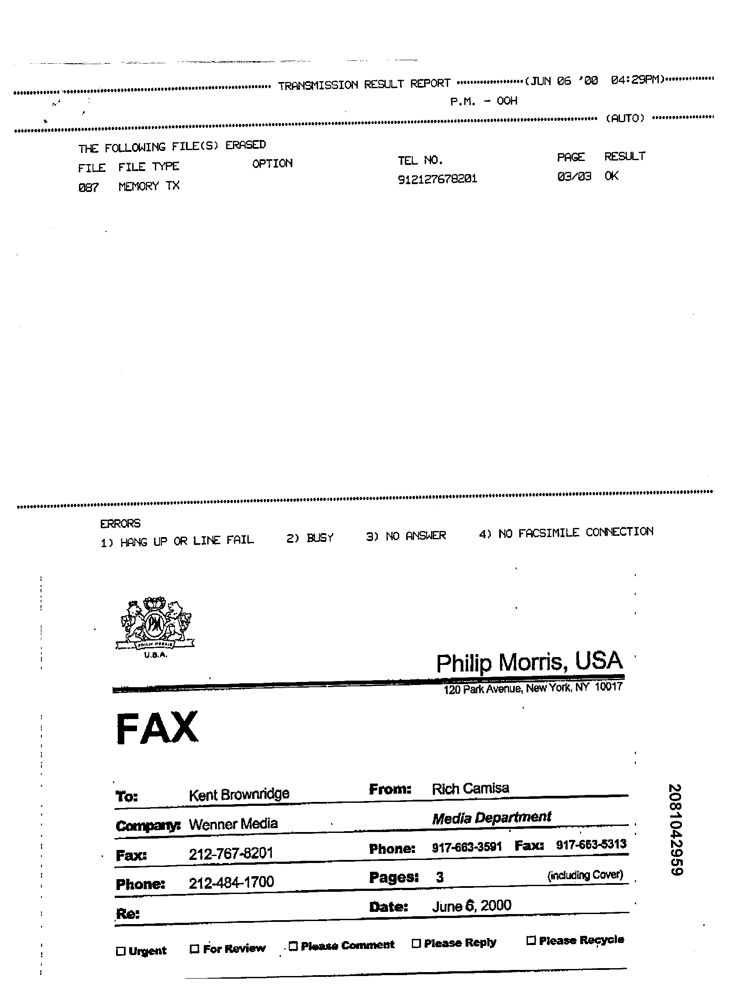 TRANSMISSION RESULT REPORT (JUN 06 '00 04:29PM)
P.M. - OOH
(AUTO)
THE FOLLOWING FILE(S) ERASED
FILE FILE TYPE OPTION TEL NO. PAGE RESULT
087 MEMORY TX 912127678201 03/03 OK
ERRORS
1) HANG UP OR LINE FAIL 2) BUSY 3) NO ANSWER 4) NO FACSIMILE CONNECTION
PM
PHILIP MORRIS
U.S.A.
Philip Morris, USA
120 Park Avenue, New York, NY 10017
FAX
To: Kent Brownridge From: Rich Camisa
Company: Wenner Media Media Department
Fax: 212-767-8201 Phone: 917-663-3591 Fax: 917-663-5313
Phone: 212-484-1700 Pages: 3 (including Cover)
Re: Date: June 6, 2000
☐ Urgent ☐ For Review ☐ Please Comment ☐ Please Reply ☐ Please Recycle
2081042959